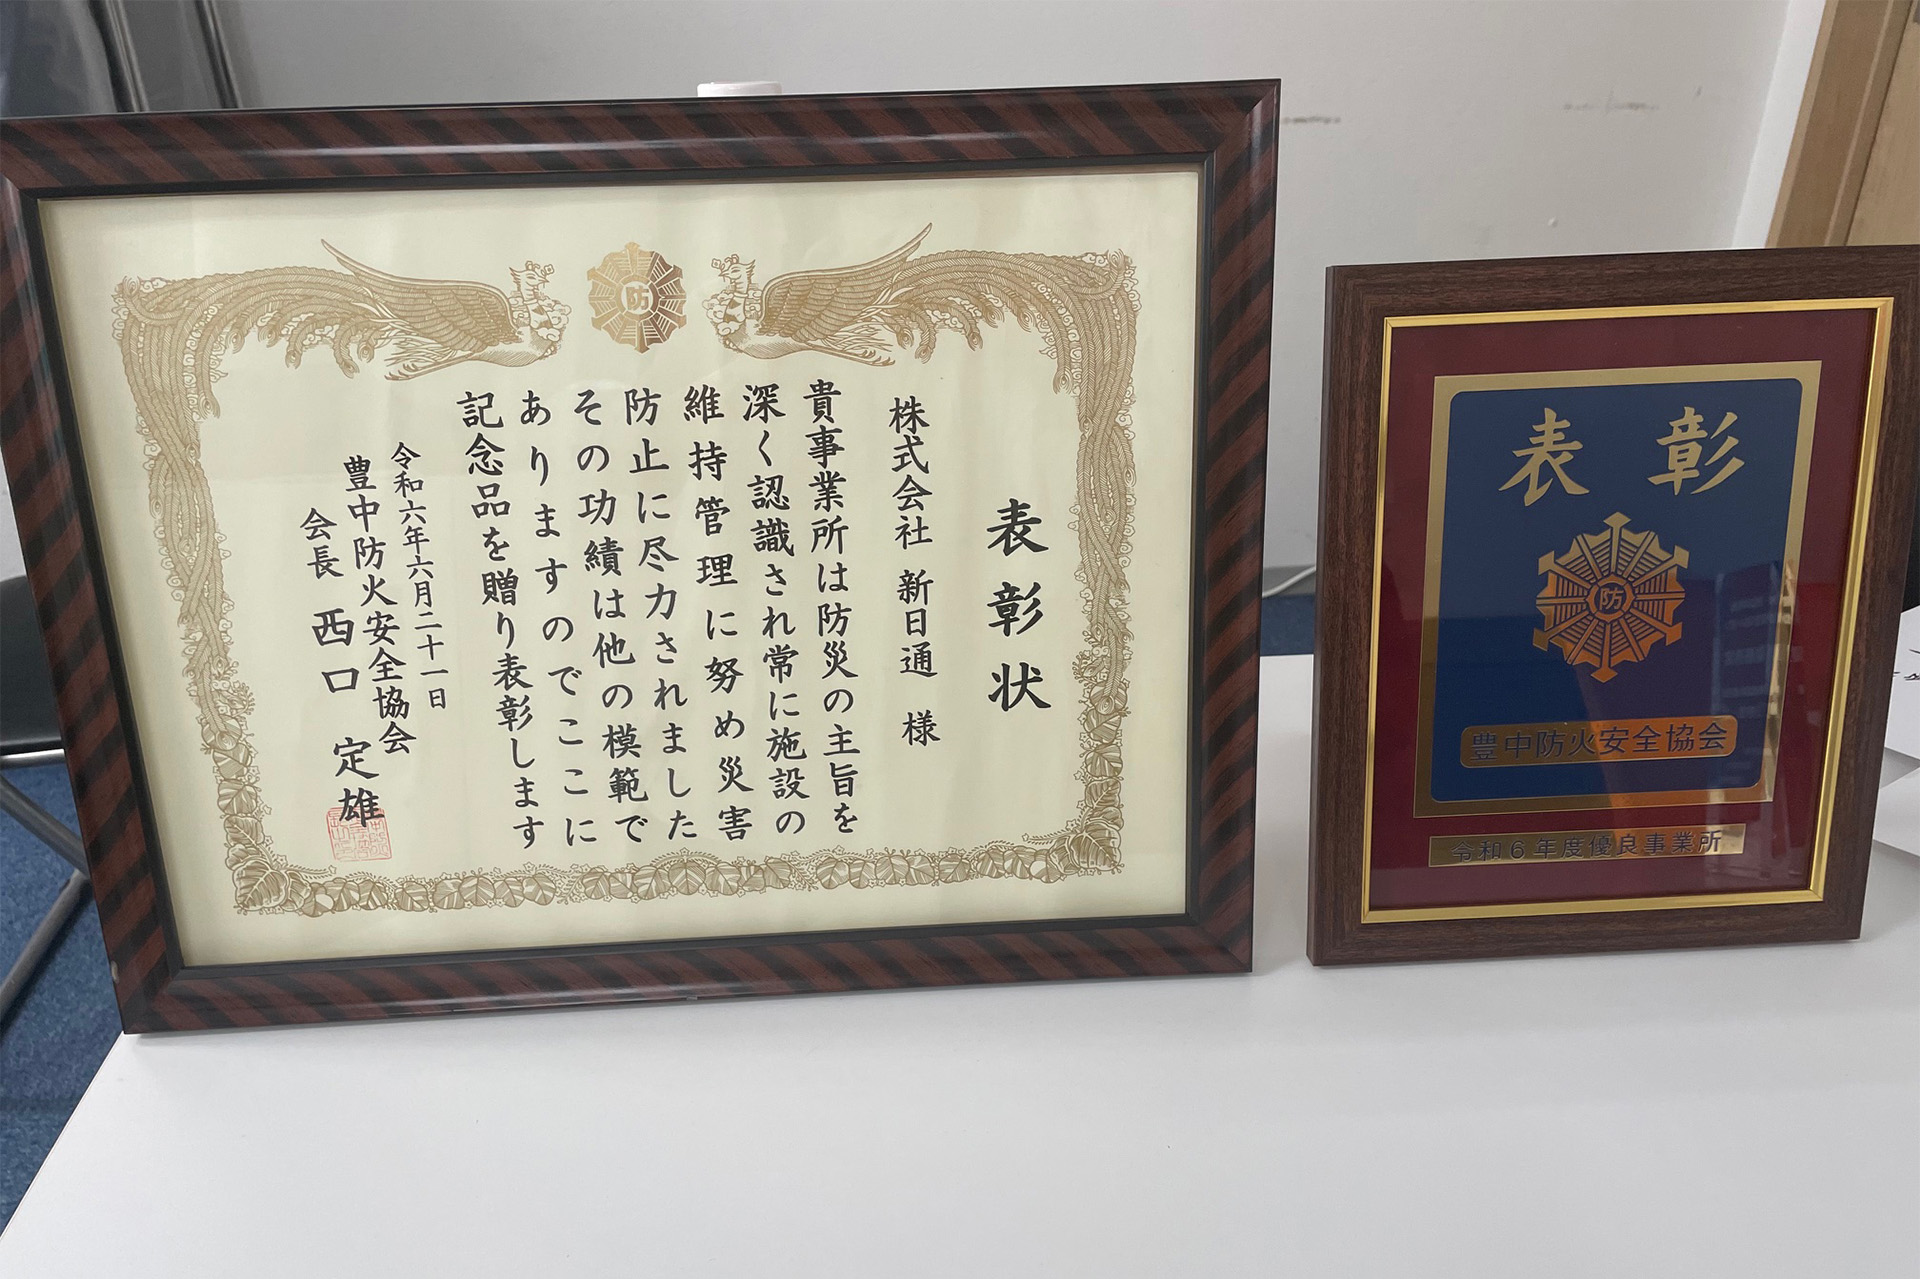 防
表彰状
株式会社 新日通 様
貴事業所は防災の主旨を
深く認識され常に施設の
維持管理に努め災害
防止に尽力されました
その功績は他の模範で
ありますのでここに
記念品を贈り表彰します
令和六年六月二十一日
豊中防火安全協会
会長 西口 定雄
表彰
防
豊中防火安全協会
令和6年度優良事業所